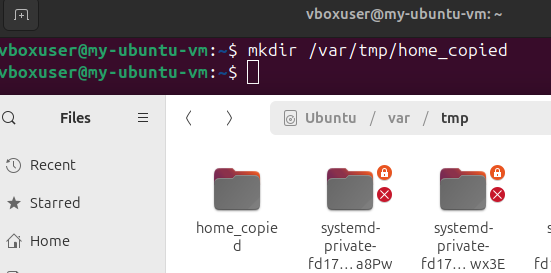 vboxuser@my-ubuntu-vm: ~
vboxuser@my-ubuntu-vm:~$ mkdir /var/tmp/home_copied
vboxuser@my-ubuntu-vm:~$
Files
Ubuntu / var / tmp
Recent
Starred
Home
home_copie
d
systemd-
private-
fd17... a8Pw
systemd-
private-
fd17... wx3E